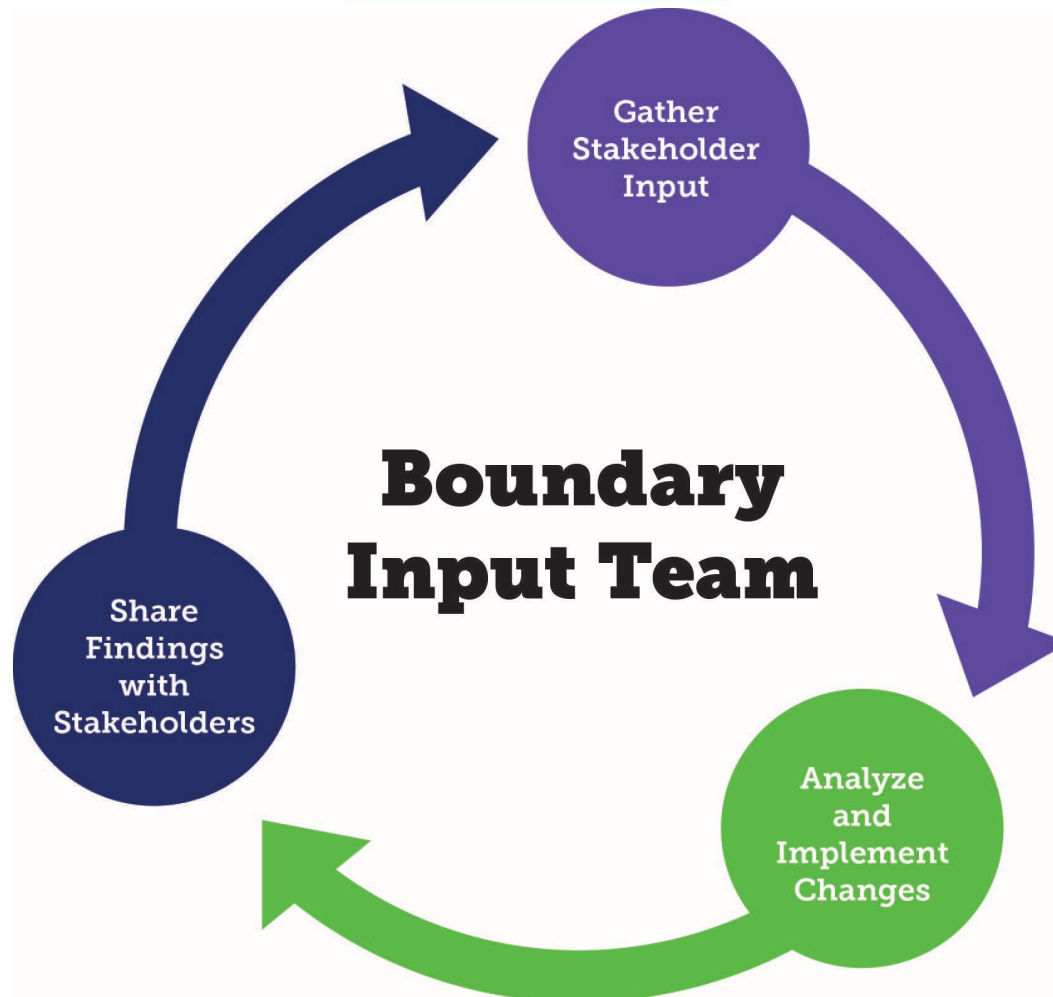 Gather
Stakeholder
Input
Boundary
Input Team
Share
Findings
with
Stakeholders
Analyze
and
Implement
Changes